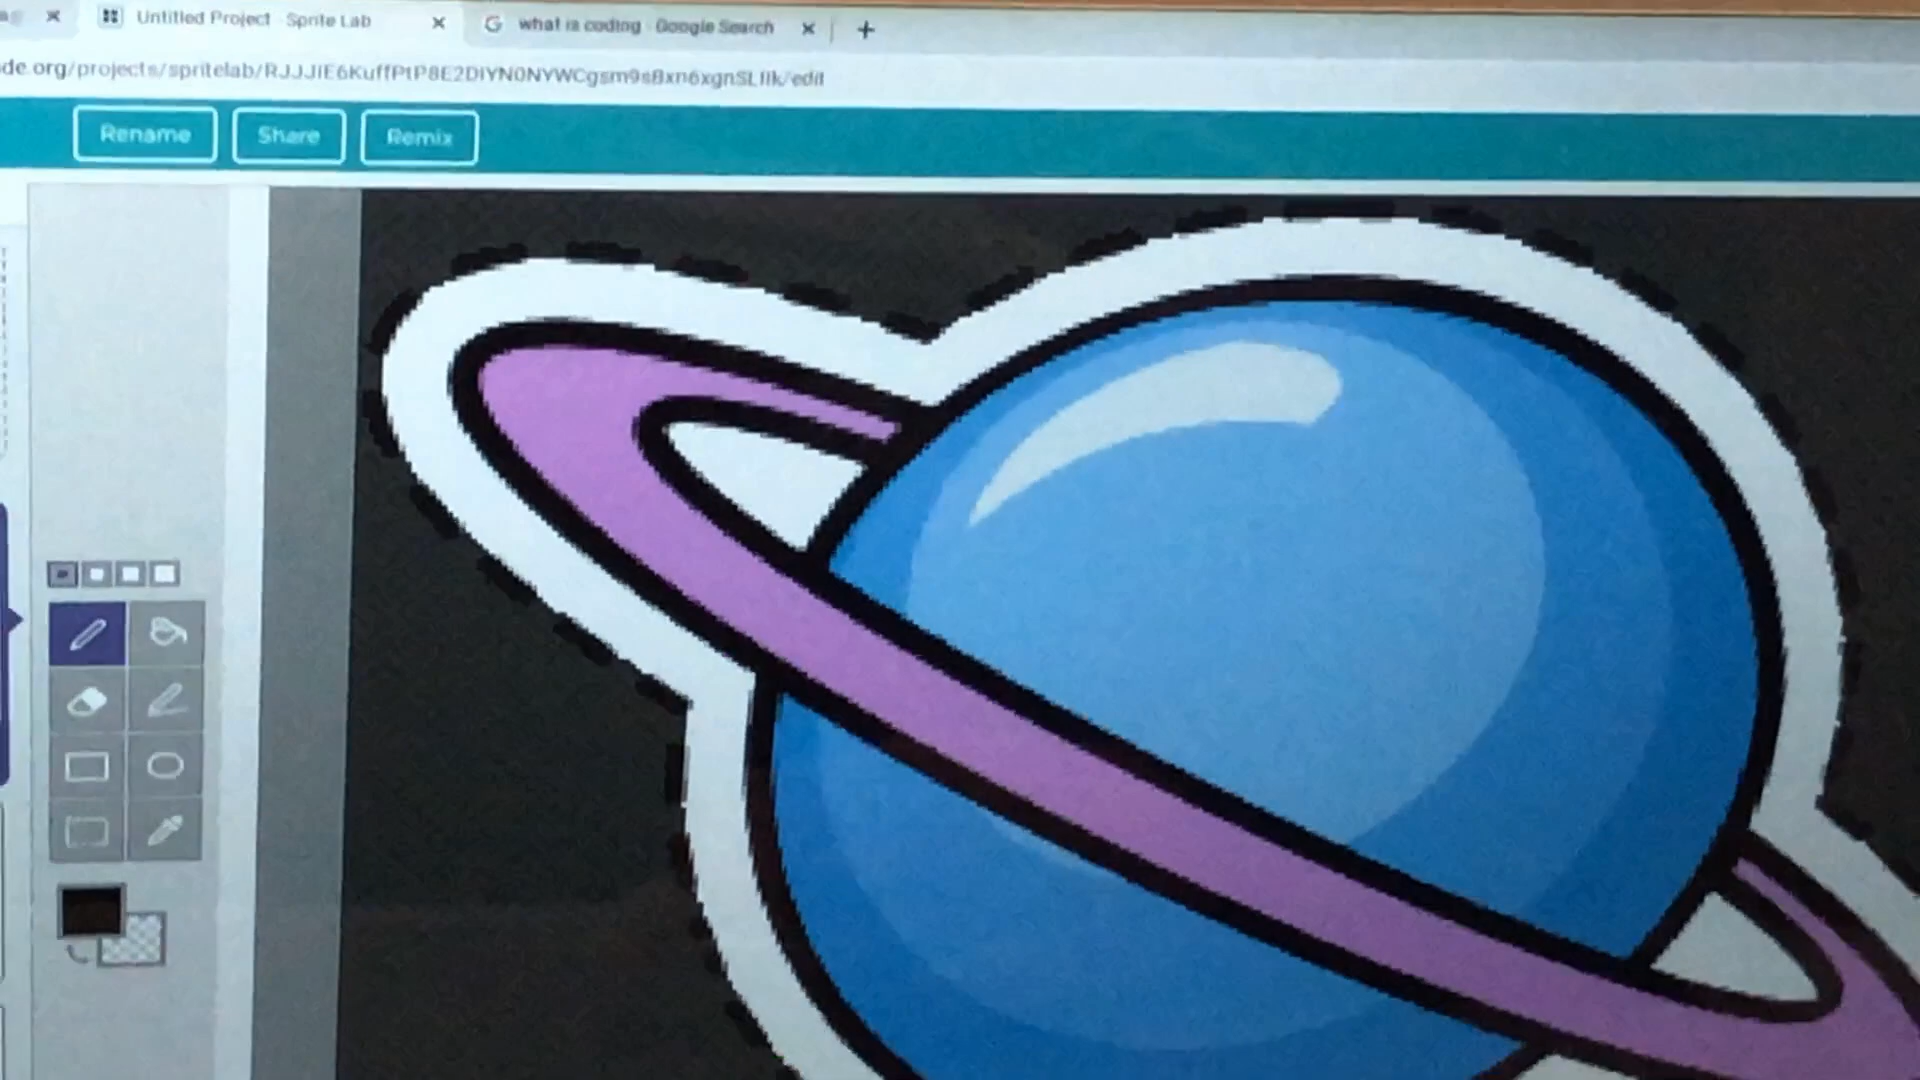 Untitled Project Sprite Lab
what is coding - Google Search
Rename
Share
Remix